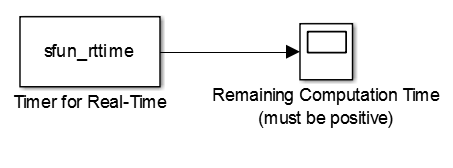 sfun_rttime
Timer for Real-Time
Remaining Computation Time
(must be positive)